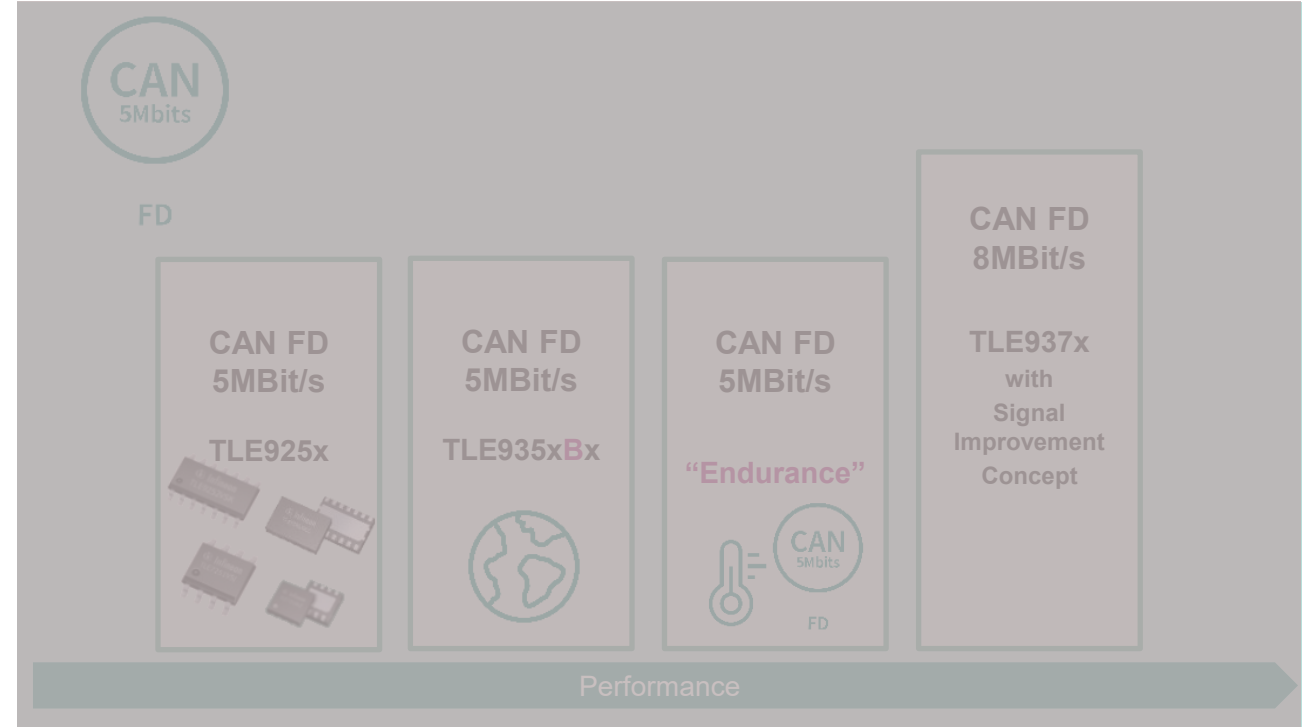 CAN
5Mbits
FD
CAN FD
5MBit/s
TLE925x
CAN FD
5MBit/s
TLE935xBx
CAN FD
5MBit/s
“Endurance”
CAN
5Mbits
FD
CAN FD
8MBit/s
TLE937x
with
Signal
Improvement
Concept
Performance